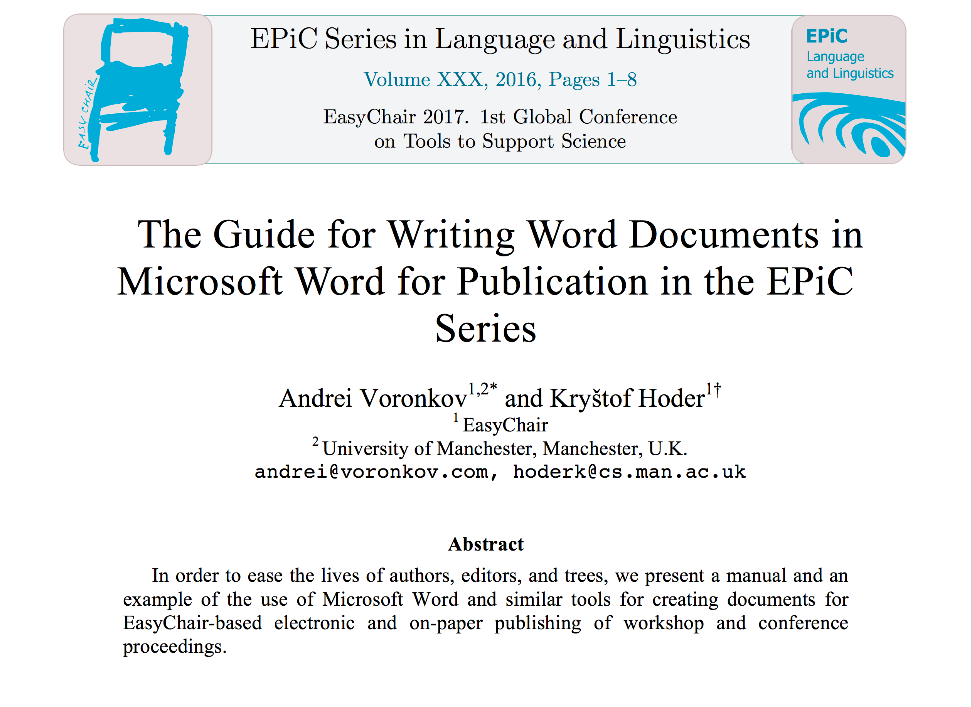 EASY CHAIR
EPiC Series in Language and Linguistics
Volume XXX, 2016, Pages 1–8
EasyChair 2017. 1st Global Conference
on Tools to Support Science
EPiC
Language
and Linguistics
The Guide for Writing Word Documents in
Microsoft Word for Publication in the EPiC
Series
Andrei Voronkov1,2* and Kryštof Hoder1†
1 EasyChair
2 University of Manchester, Manchester, U.K.
andrei@voronkov.com, hoderk@cs.man.ac.uk
Abstract
In order to ease the lives of authors, editors, and trees, we present a manual and an
example of the use of Microsoft Word and similar tools for creating documents for
EasyChair-based electronic and on-paper publishing of workshop and conference
proceedings.